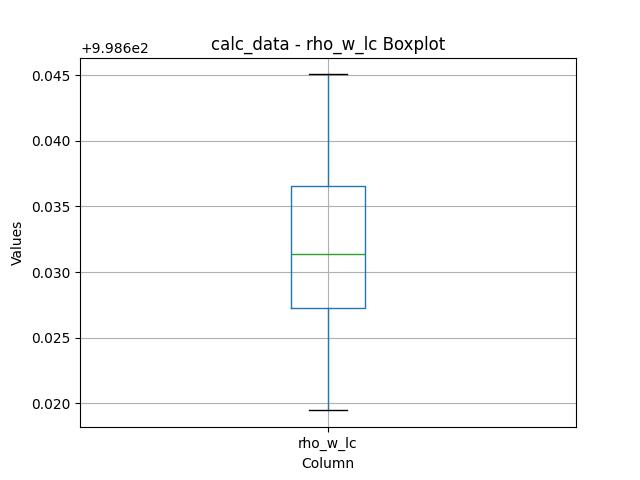 calc_data - rho_w_lc Boxplot
+9.986e2
0.045
0.040
0.035
0.030
0.025
0.020
Values
rho_w_lc
Column